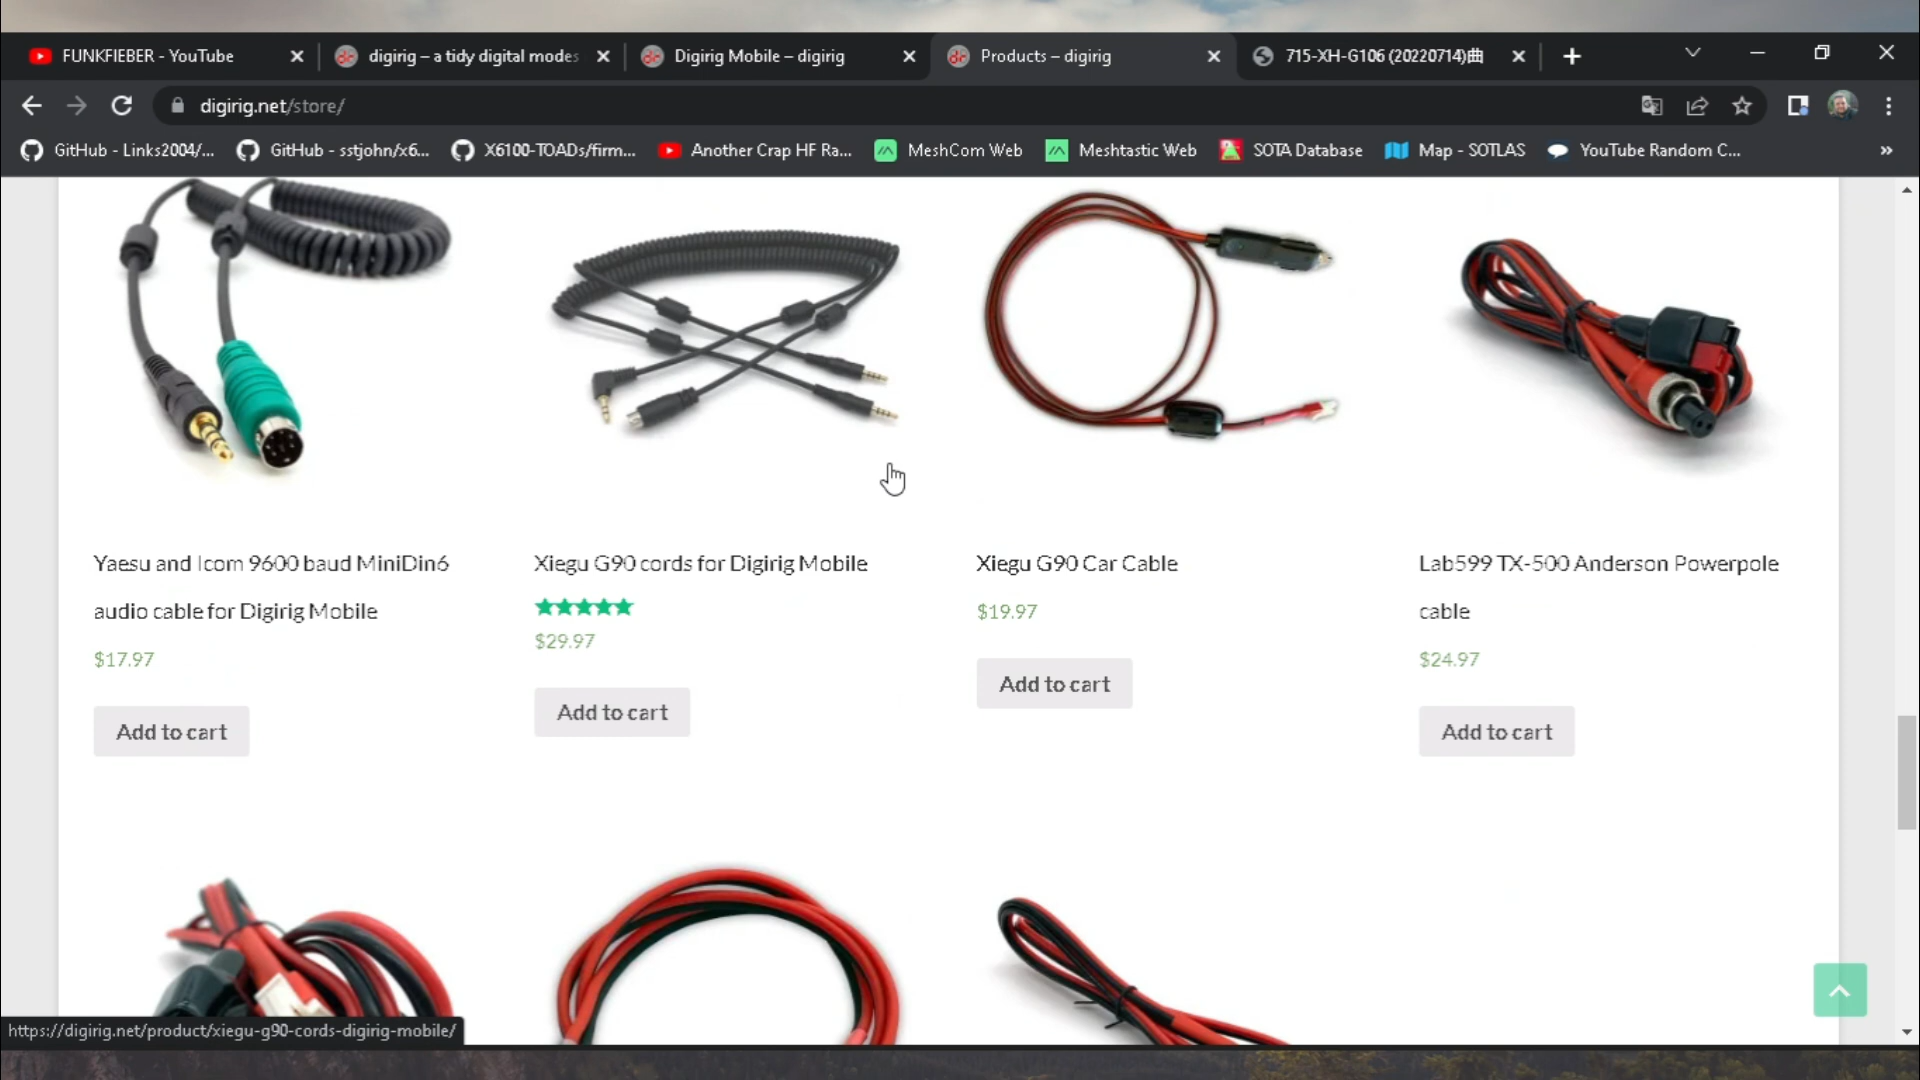 FUNKFIEBER - YouTube
digirig – a tidy digital modes
Digirig Mobile – digirig
Products – digirig
715-XH-G106 (20220714)曲
digirig.net/store/
GitHub - Links2004/...
GitHub - sstjohn/x6...
X6100-TOADs/firm...
Another Crap HF Ra...
MeshCom Web
Meshtastic Web
SOTA Database
Map - SOTLAS
YouTube Random C...
»
Yaesu and Icom 9600 baud MiniDin6
audio cable for Digirig Mobile
$17.97
Add to cart
Xiegu G90 cords for Digirig Mobile
$29.97
Add to cart
Xiegu G90 Car Cable
$19.97
Add to cart
Lab599 TX-500 Anderson Powerpole
cable
$24.97
Add to cart
https://digirig.net/product/xiegu-g90-cords-digirig-mobile/